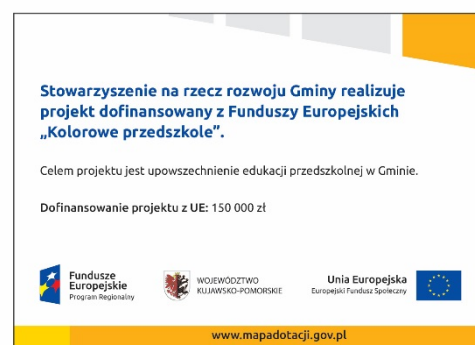 Stowarzyszenie na rzecz rozwoju Gminy realizuje
projekt dofinansowany z Funduszy Europejskich
„Kolorowe przedszkole”.
Celem projektu jest upowszechnienie edukacji przedszkolnej w Gminie.
Dofinansowanie projektu z UE: 150 000 zł
Fundusze
Europejskie
Program Regionalny
WOJEWÓDZTWO
KUJAWSKO-POMORSKIE
Unia Europejska
Europejski Fundusz Społeczny
www.mapadotacji.gov.pl